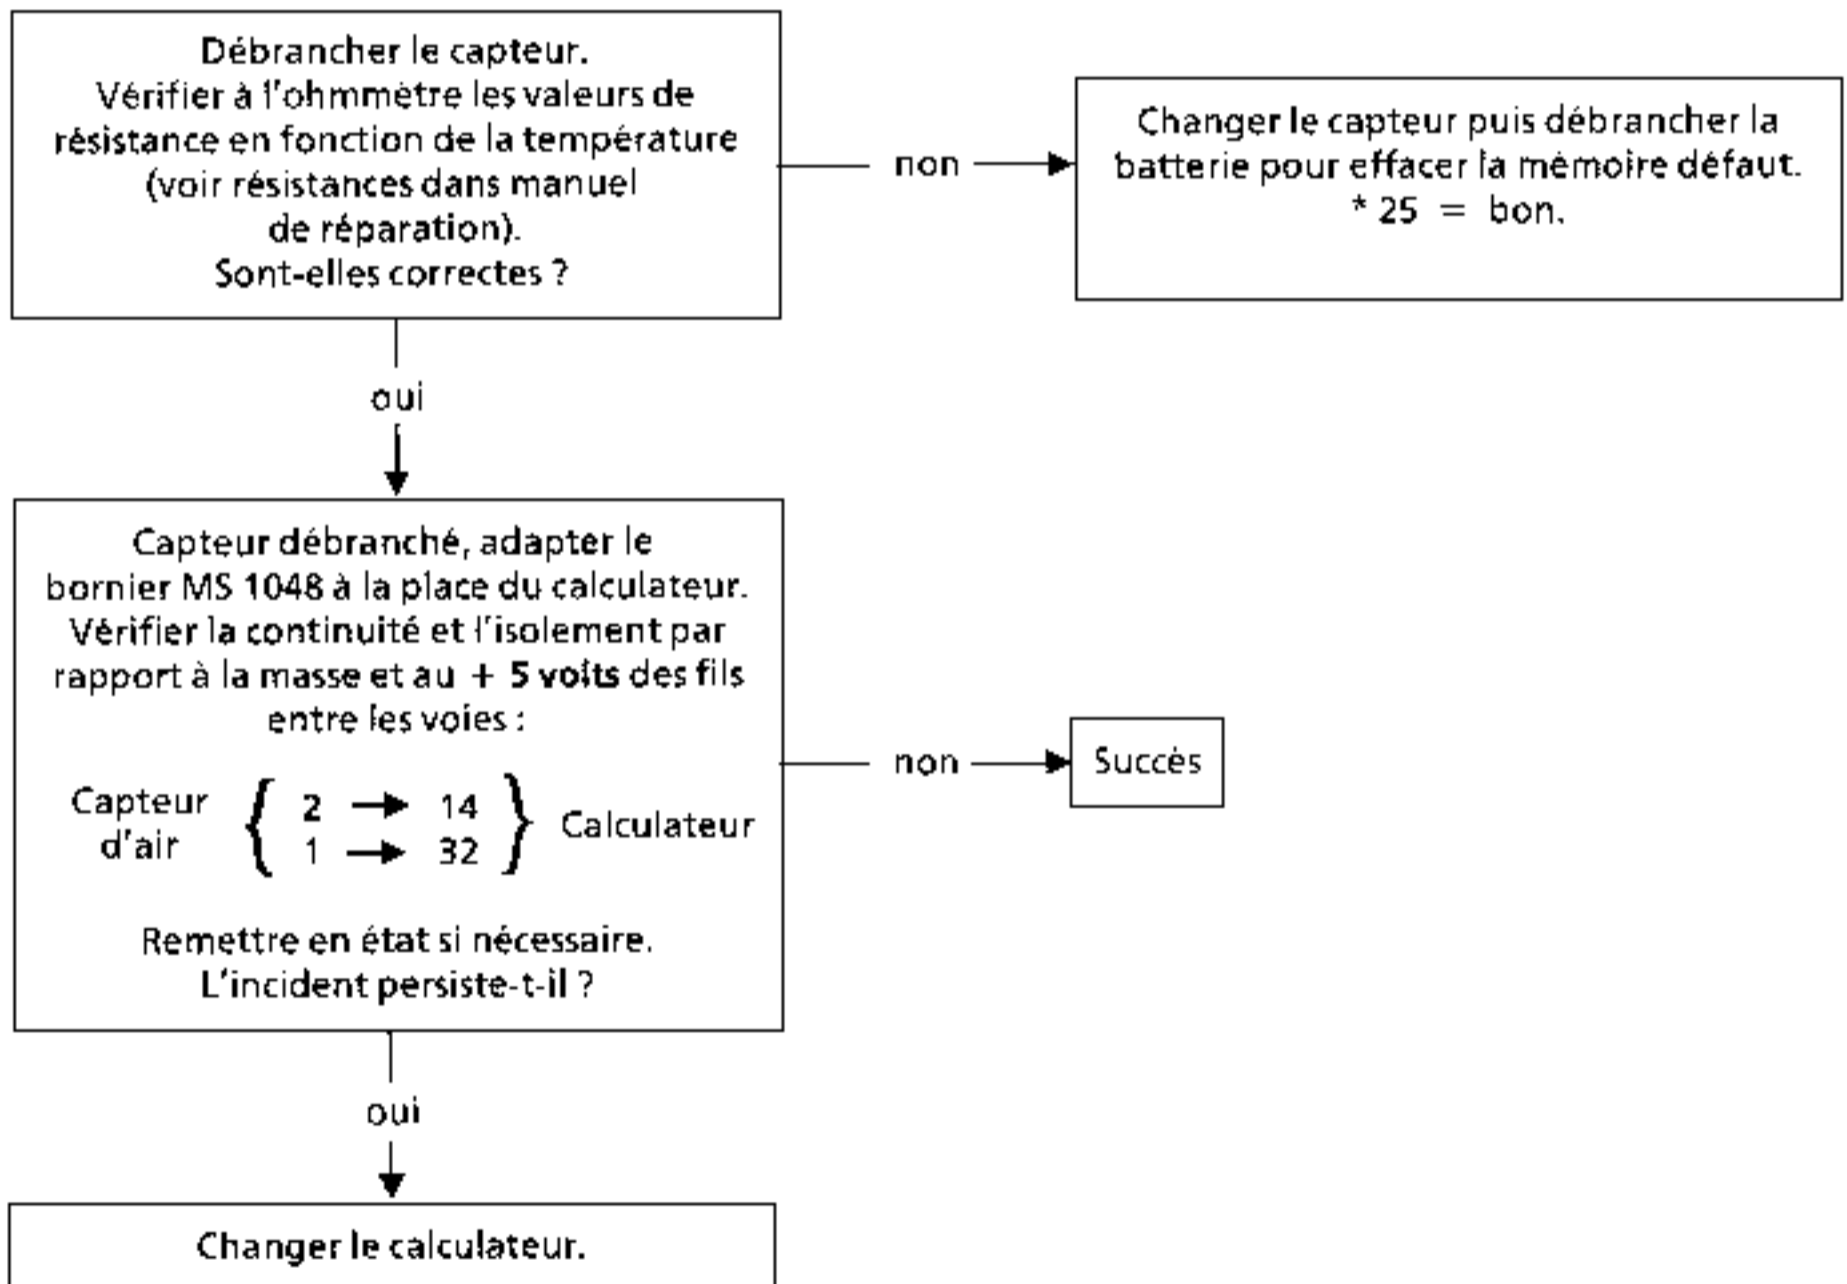 Débrancher le capteur.
Vérifier à l'ohmmètre les valeurs de
résistance en fonction de la température
(voir résistances dans manuel
de réparation).
Sont-elles correctes ?
non
Changer le capteur puis débrancher la
batterie pour effacer la mémoire défaut.
* 25 = bon.
oui
Capteur débranché, adapter le
bornier MS 1048 à la place du calculateur.
Vérifier la continuité et l'isolement par
rapport à la masse et au + 5 volts des fils
entre les voies :
Capteur d'air { 2 → 14
1 → 32 } Calculateur
Remettre en état si nécessaire.
L'incident persiste-t-il ?
non
Succès
oui
Changer le calculateur.